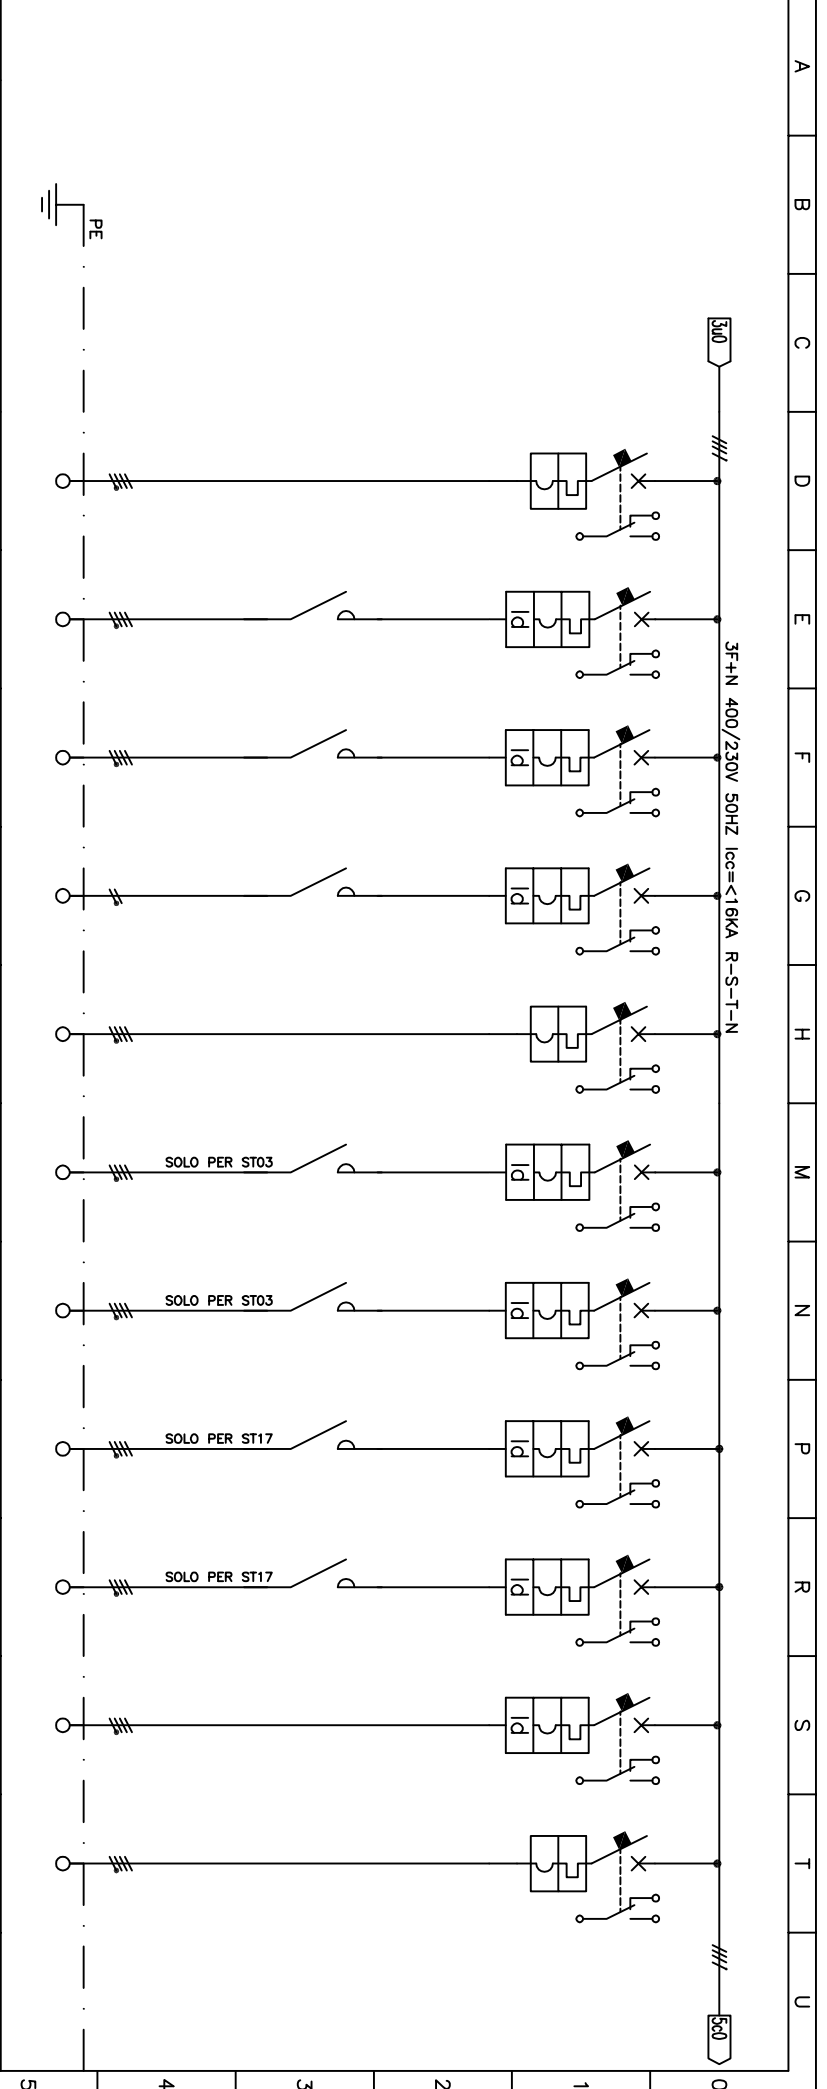 A B C D E F G H M N P R S T U
3u0
3F+N 400/230V 50HZ Icc=<16KA R-S-T-N
5c0
Id
Id
Id
Id
Id
Id
Id
Id
SOLO PER ST03
SOLO PER ST03
SOLO PER ST17
SOLO PER ST17
PE
0
1
2
3
4
5